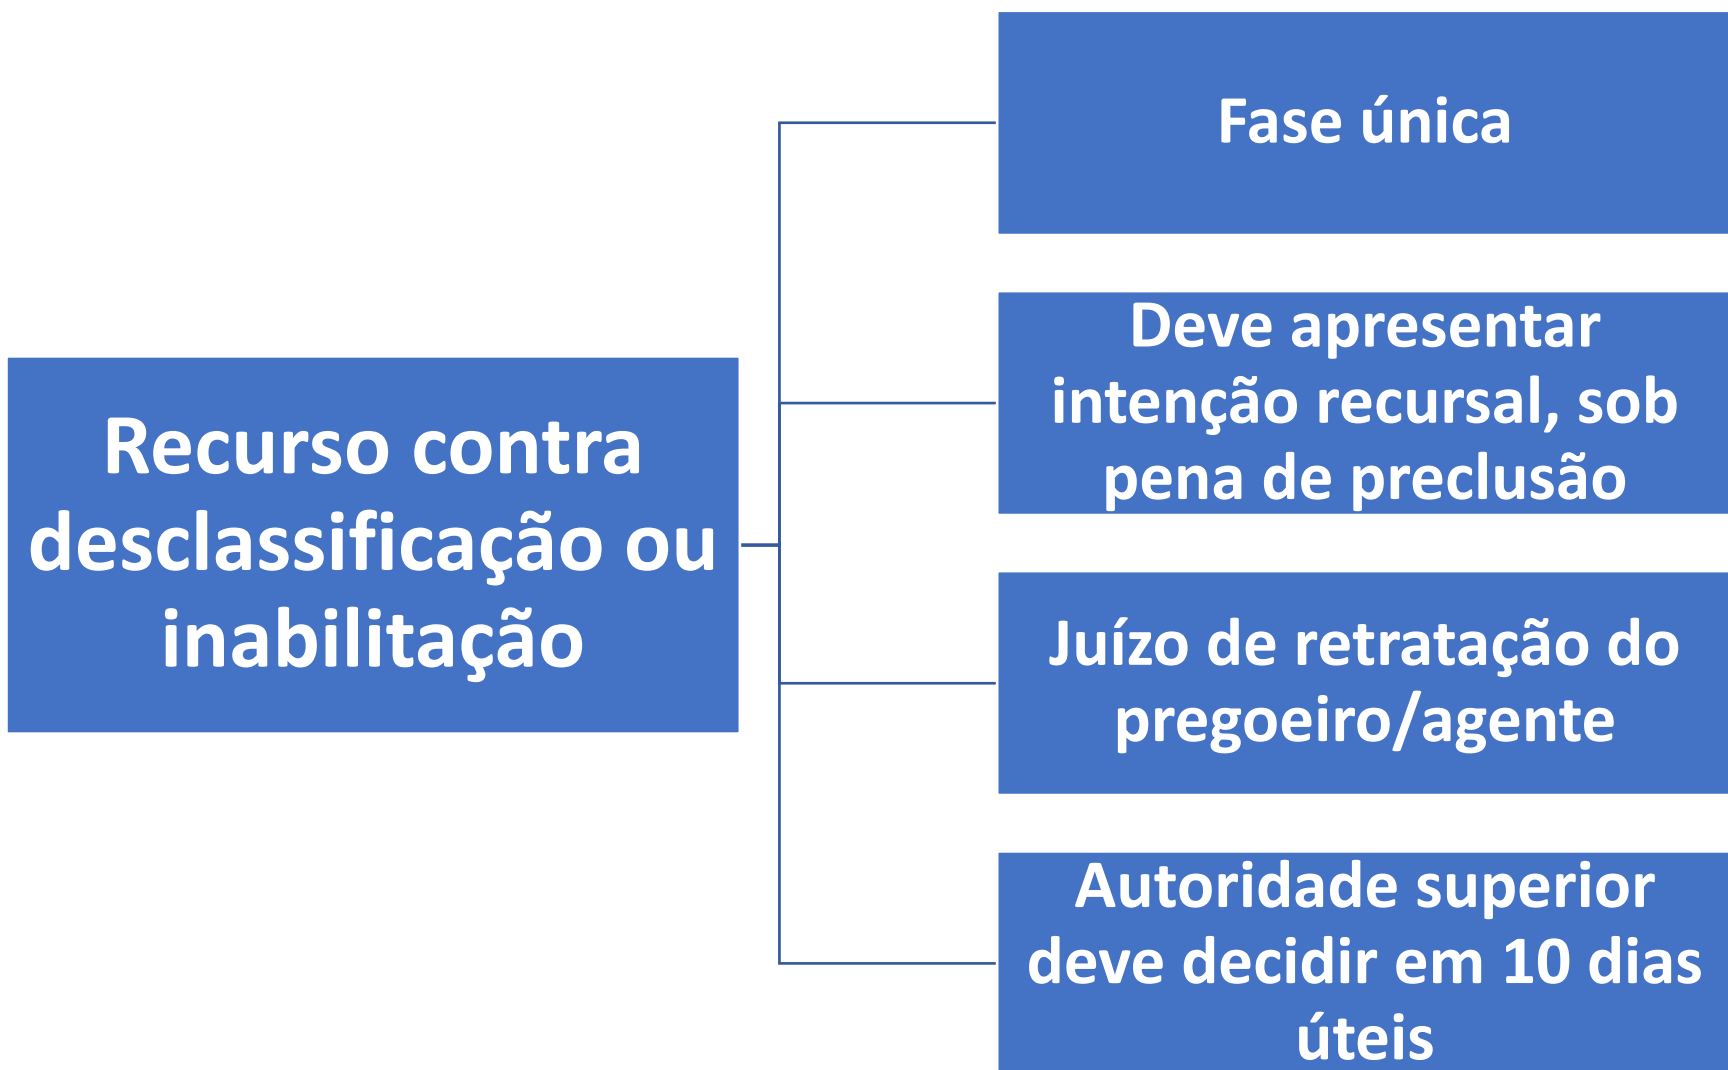 Recurso contra
desclassificação ou
inabilitação
Fase única
Deve apresentar
intenção recursal, sob
pena de preclusão
Juízo de retratação do
pregoeiro/agente
Autoridade superior
deve decidir em 10 dias
úteis